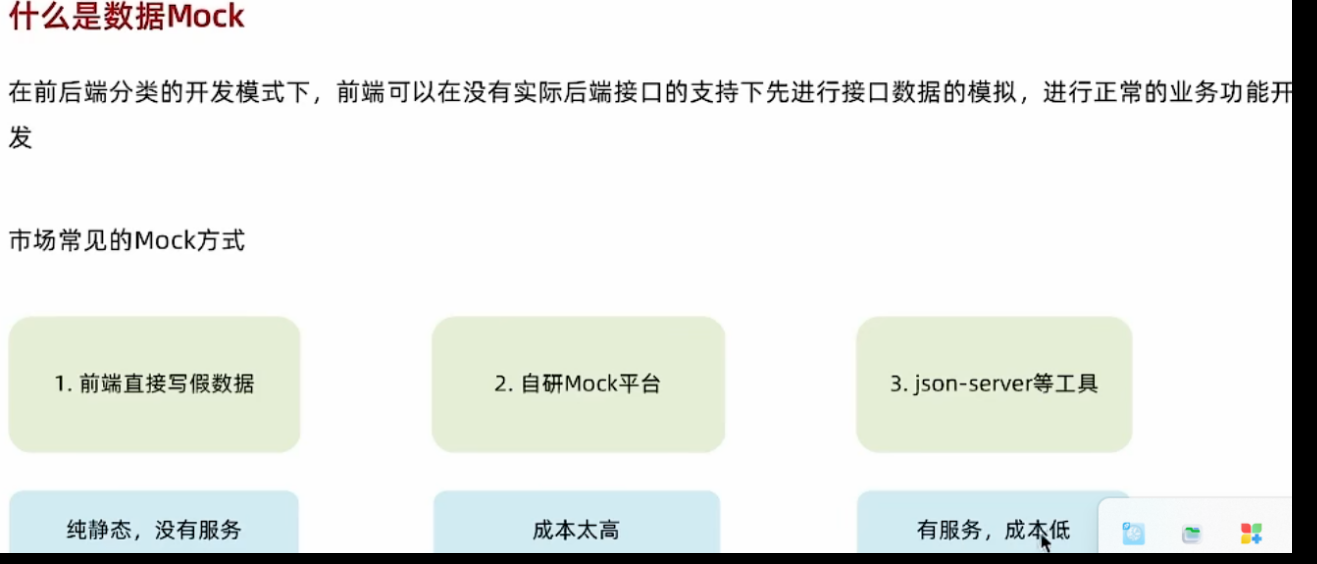 什么是数据Mock
在前后端分类的开发模式下，前端可以在没有实际后端接口的支持下先进行接口数据的模拟，进行正常的业务功能开
发
市场常见的Mock方式
1. 前端直接写假数据
2. 自研Mock平台
3. json-server等工具
纯静态，没有服务
成本太高
有服务，成本低